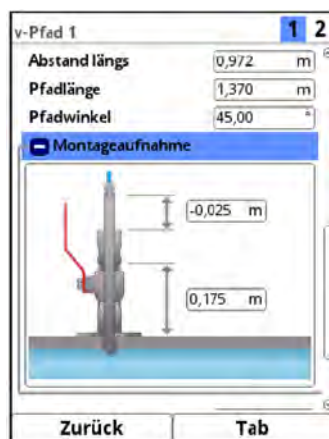 v-Pfad 1 1 2
Abstand längs 0,972 m
Pfadlänge 1,370 m
Pfadwinkel 45,00 °
Montageaufnahme
-0,025 m
0,175 m
Zurück Tab